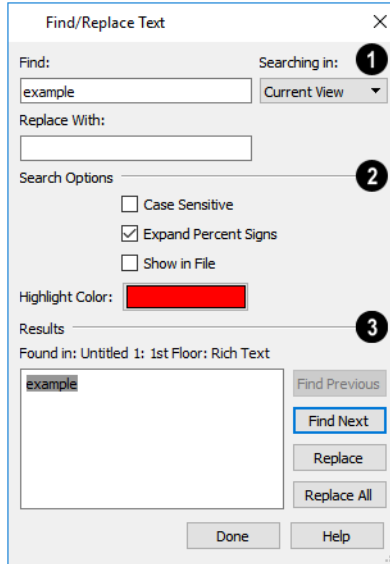 Find/Replace Text
Find: Searching in: 1
example Current View
Replace With:
Search Options 2
Case Sensitive
Expand Percent Signs
Show in File
Highlight Color:
Results 3
Found in: Untitled 1: 1st Floor: Rich Text
example
Find Previous
Find Next
Replace
Replace All
Done Help